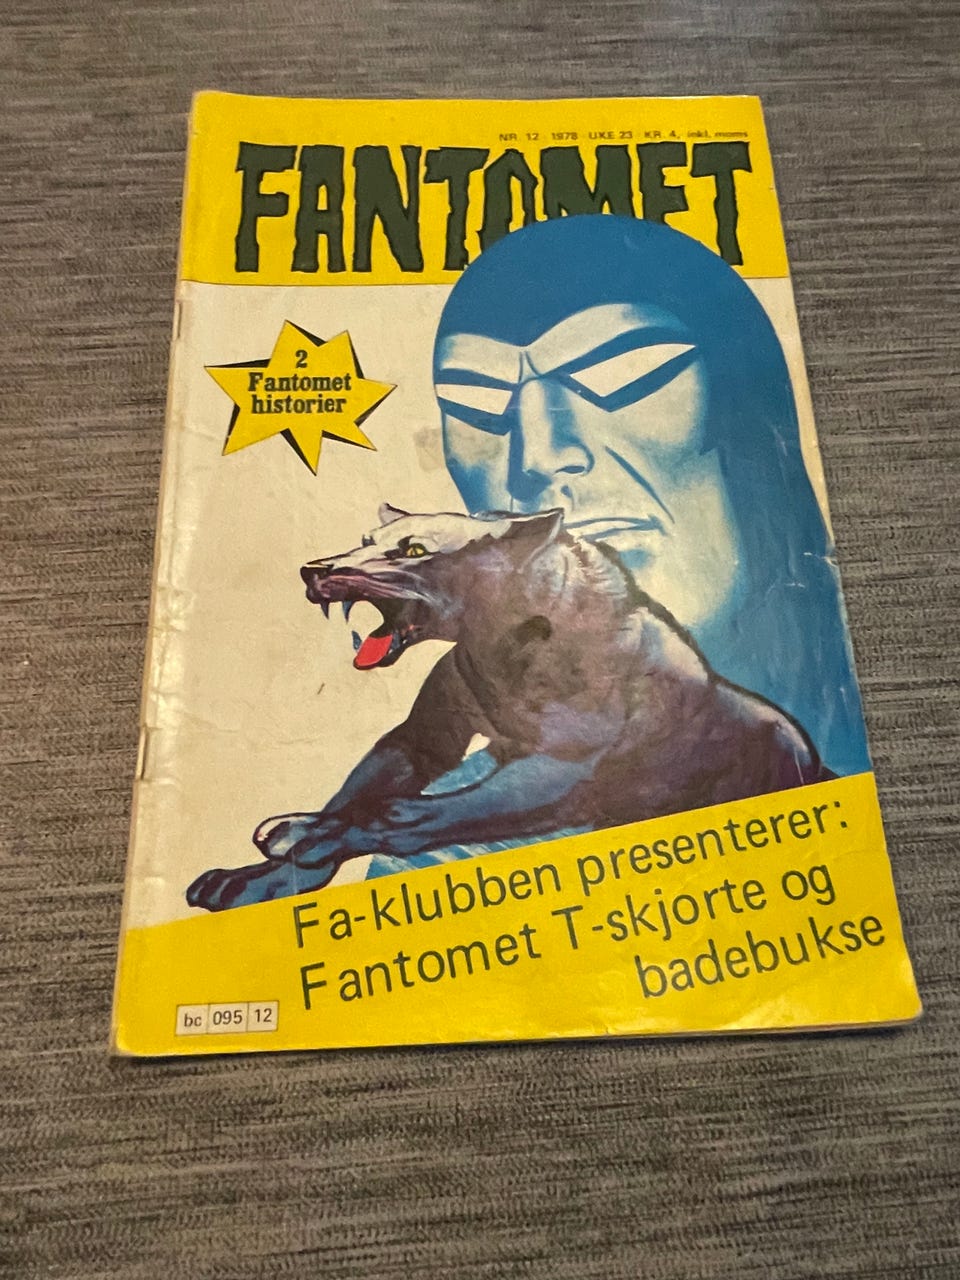 NR. 12 · 1978 · UKE 23 · KR. 4, inkl. moms
FANTOMET
2
Fantomet
historier
Fa-klubben presenterer:
Fantomet T-skjorte og
badebukse
bc 095 12